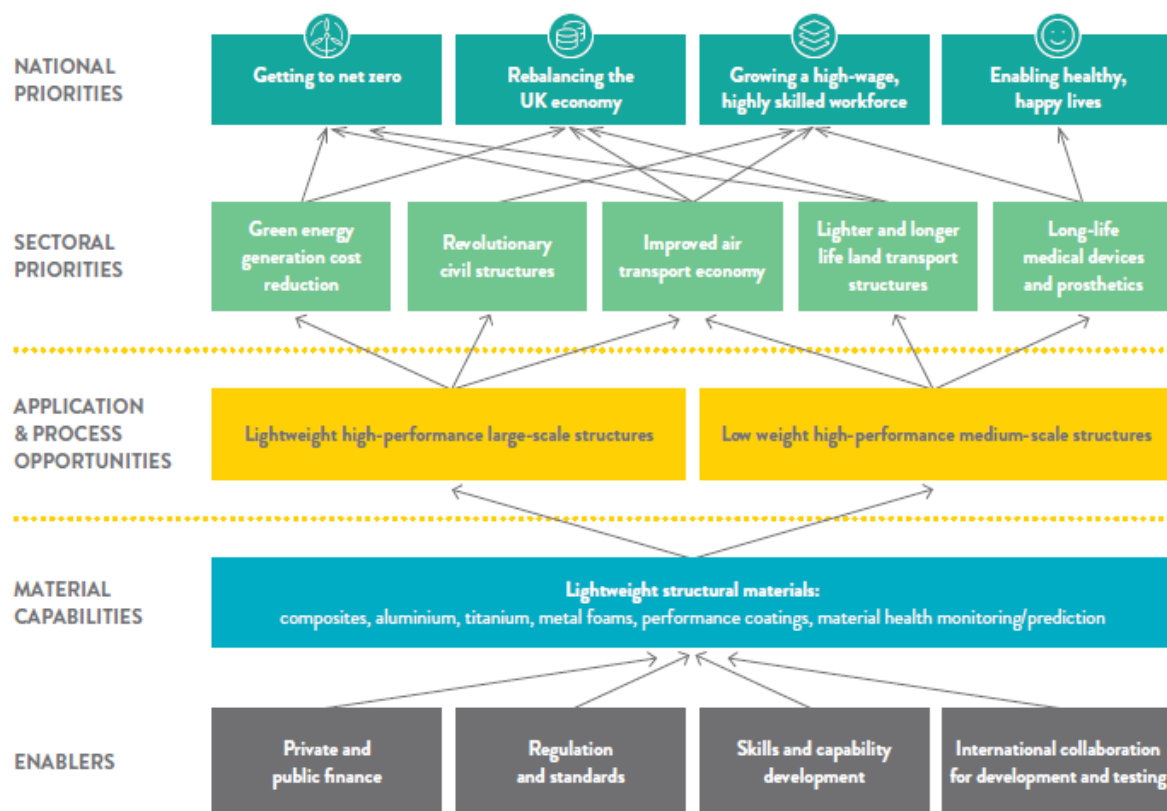 NATIONAL
PRIORITIES
Getting to net zero
Rebalancing the
UK economy
Growing a high-wage,
highly skilled workforce
Enabling healthy,
happy lives
SECTORAL
PRIORITIES
Green energy
generation cost
reduction
Revolutionary
civil structures
Improved air
transport economy
Lighter and longer
life land transport
structures
Long-life
medical devices
and prosthetics
APPLICATION
& PROCESS
OPPORTUNITIES
Lightweight high-performance large-scale structures
Low weight high-performance medium-scale structures
MATERIAL
CAPABILITIES
Lightweight structural materials:
composites, aluminium, titanium, metal foams, performance coatings, material health monitoring/prediction
ENABLERS
Private and
public finance
Regulation
and standards
Skills and capability
development
International collaboration
for development and testing